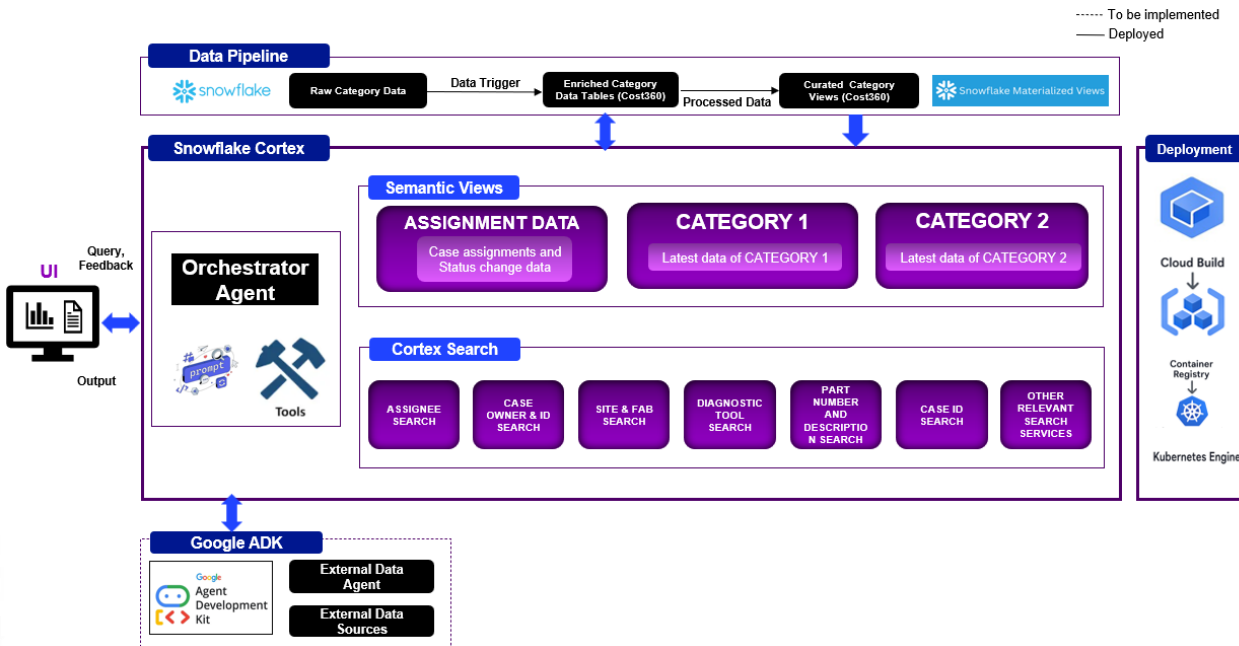 To be implemented
Deployed
Data Pipeline
snowflake
Raw Category Data
Data Trigger
Enriched Category
Data Tables (Cost360)
Processed Data
Curated Category
Views (Cost360)
Snowflake Materialized Views
Snowflake Cortex
Deployment
Semantic Views
ASSIGNMENT DATA
Case assignments and
Status change data
CATEGORY 1
Latest data of CATEGORY 1
CATEGORY 2
Latest data of CATEGORY 2
Query,
Feedback
UI
Output
Orchestrator
Agent
prompt
Tools
Cortex Search
ASSIGNEE
SEARCH
CASE
OWNER & ID
SEARCH
SITE & FAB
SEARCH
DIAGNOSTIC
TOOL
SEARCH
PART
NUMBER
AND
DESCRIPTIO
N SEARCH
CASE ID
SEARCH
OTHER
RELEVANT
SEARCH
SERVICES
Cloud Build
Container
Registry
Kubernetes Engine
Google ADK
Google
Agent
Development
Kit
External Data
Agent
External Data
Sources